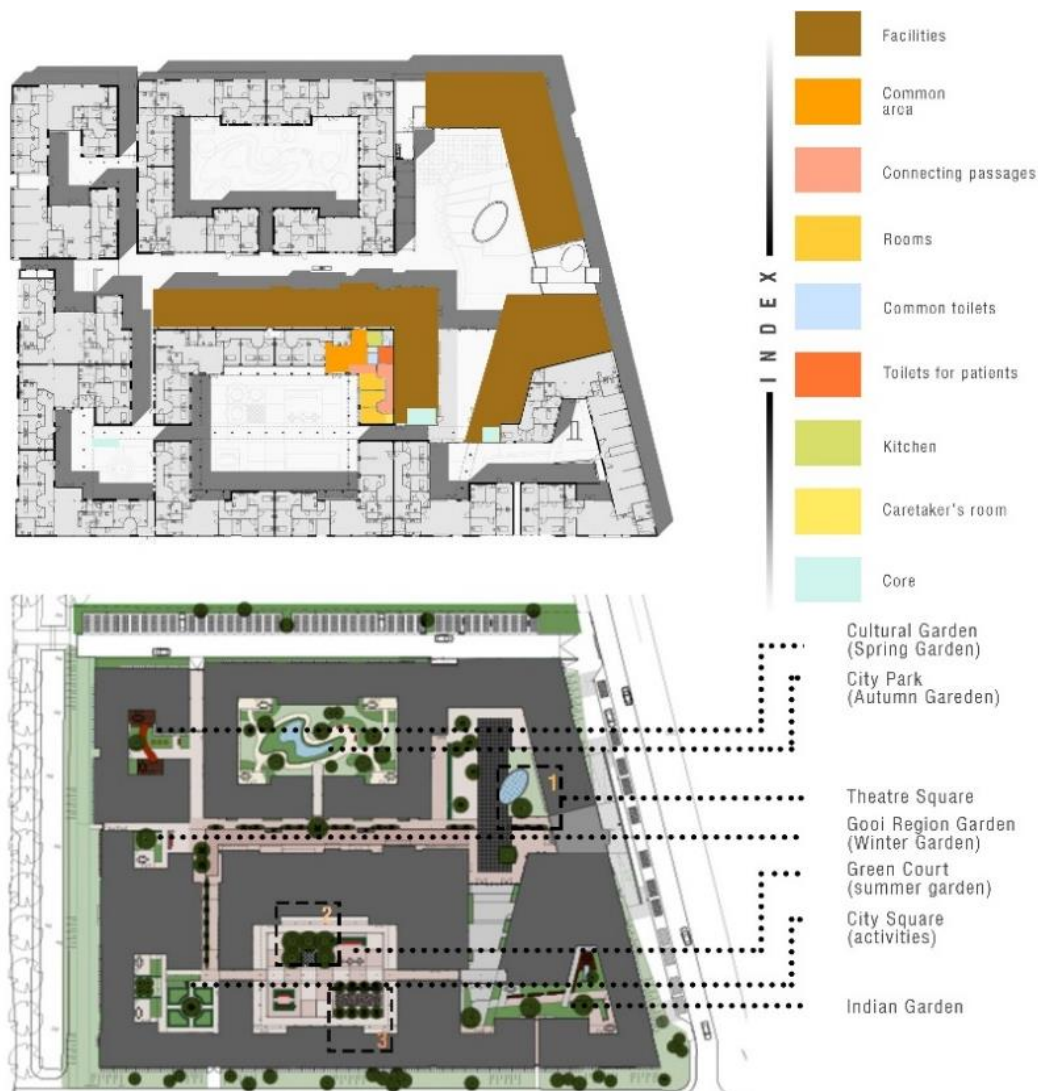 Facilities
Common
area
Connecting passages
Rooms
Common toilets
Toilets for patients
Kitchen
Caretaker's room
Core
INDEX
Cultural Garden
(Spring Garden)
City Park
(Autumn Gareden)
Theatre Square
Gooi Region Garden
(Winter Garden)
Green Court
(summer garden)
City Square
(activities)
Indian Garden
1
2
3